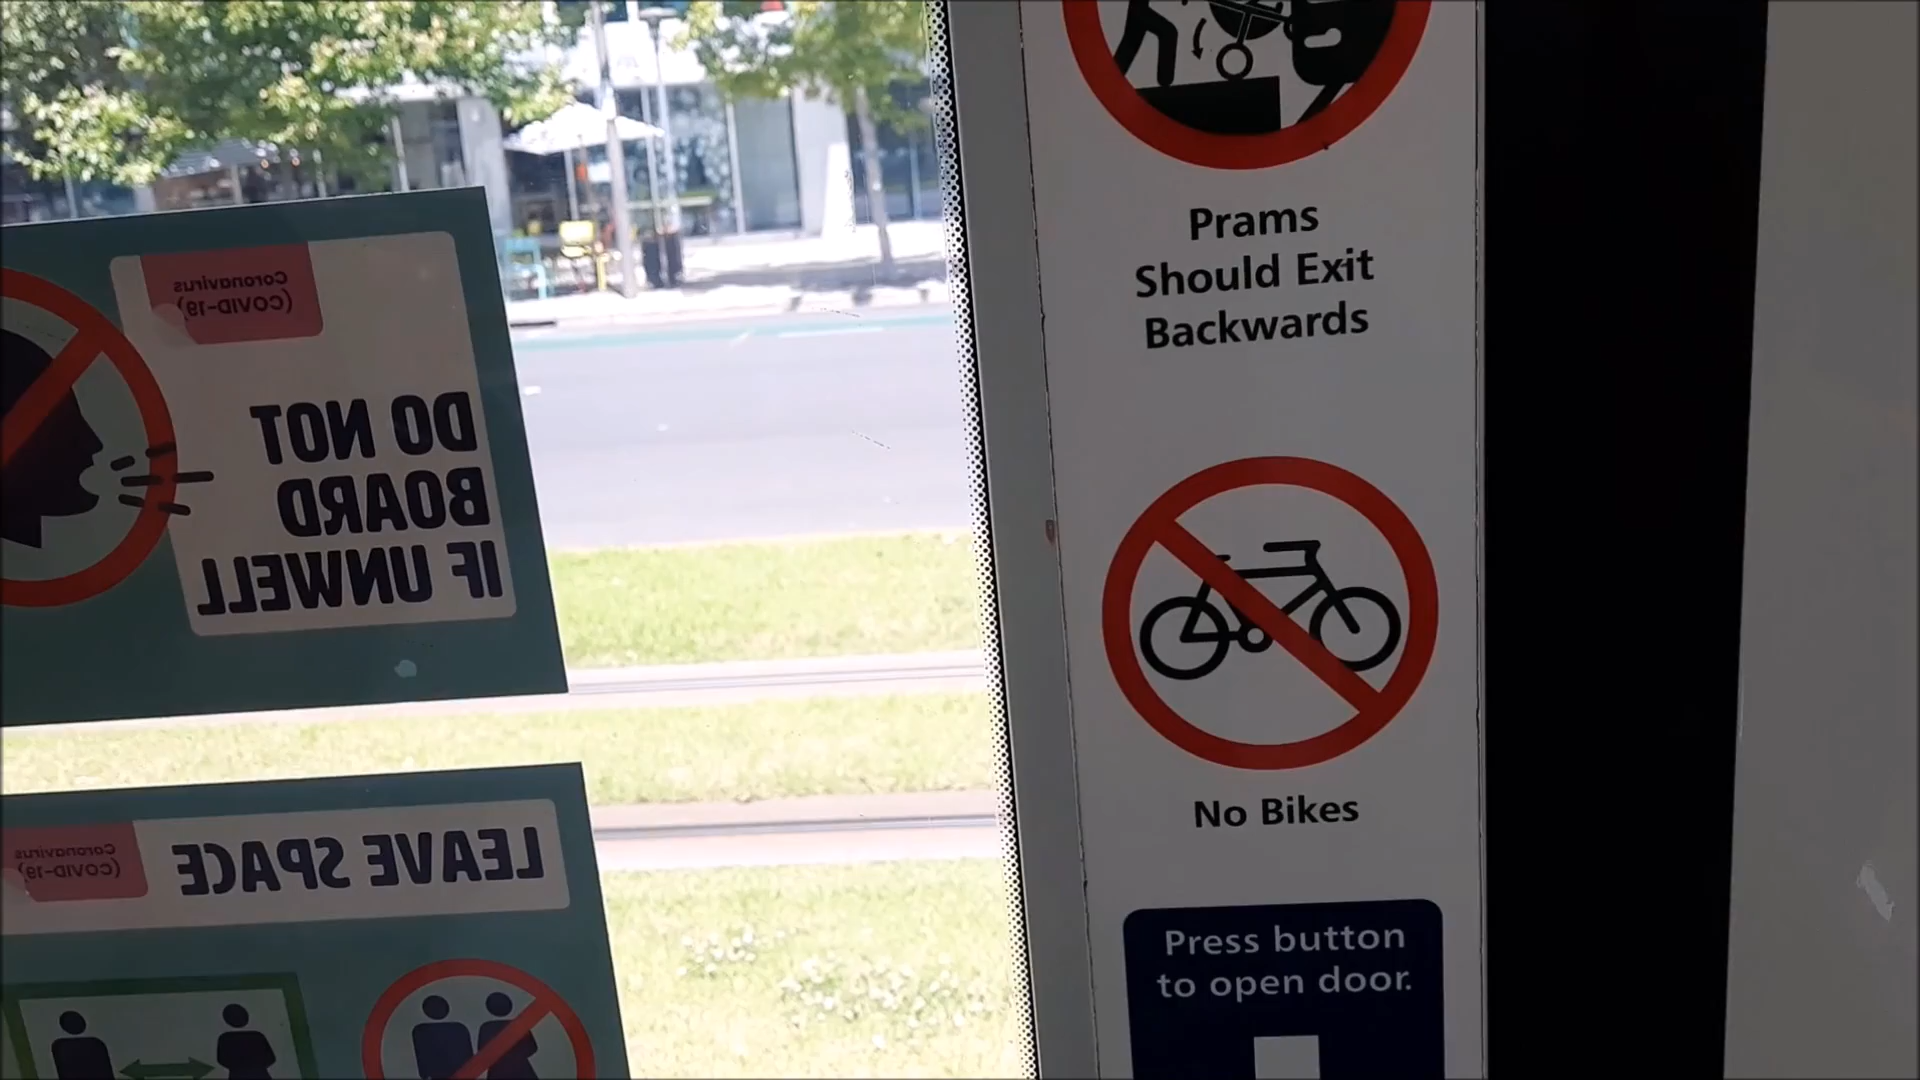 Coronavirus
(COVID-19)
DO NOT
BOARD
IF UNWELL
Coronavirus
(COVID-19)
LEAVE SPACE
Prams
Should Exit
Backwards
No Bikes
Press button
to open door.